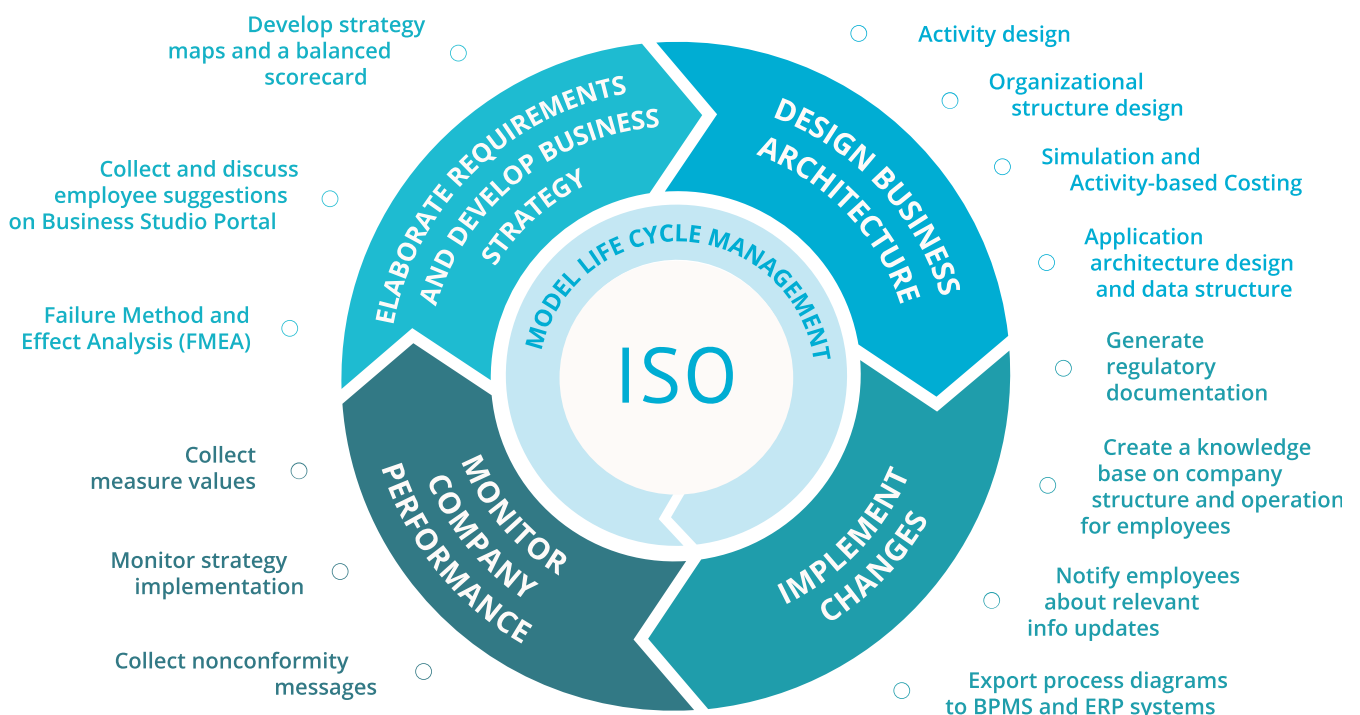 Develop strategy
maps and a balanced
scorecard
Collect and discuss
employee suggestions
on Business Studio Portal
Failure Method and
Effect Analysis (FMEA)
Collect
measure values
Monitor strategy
implementation
Collect nonconformity
messages
ELABORATE REQUIREMENTS
AND DEVELOP BUSINESS
STRATEGY
DESIGN BUSINESS
ARCHITECTURE
MODEL LIFE CYCLE MANAGEMENT
ISO
MONITOR
COMPANY
PERFORMANCE
IMPLEMENT
CHANGES
Activity design
Organizational
structure design
Simulation and
Activity-based Costing
Application
architecture design
and data structure
Generate
regulatory
documentation
Create a knowledge
base on company
structure and operation
for employees
Notify employees
about relevant
info updates
Export process diagrams
to BPMS and ERP systems